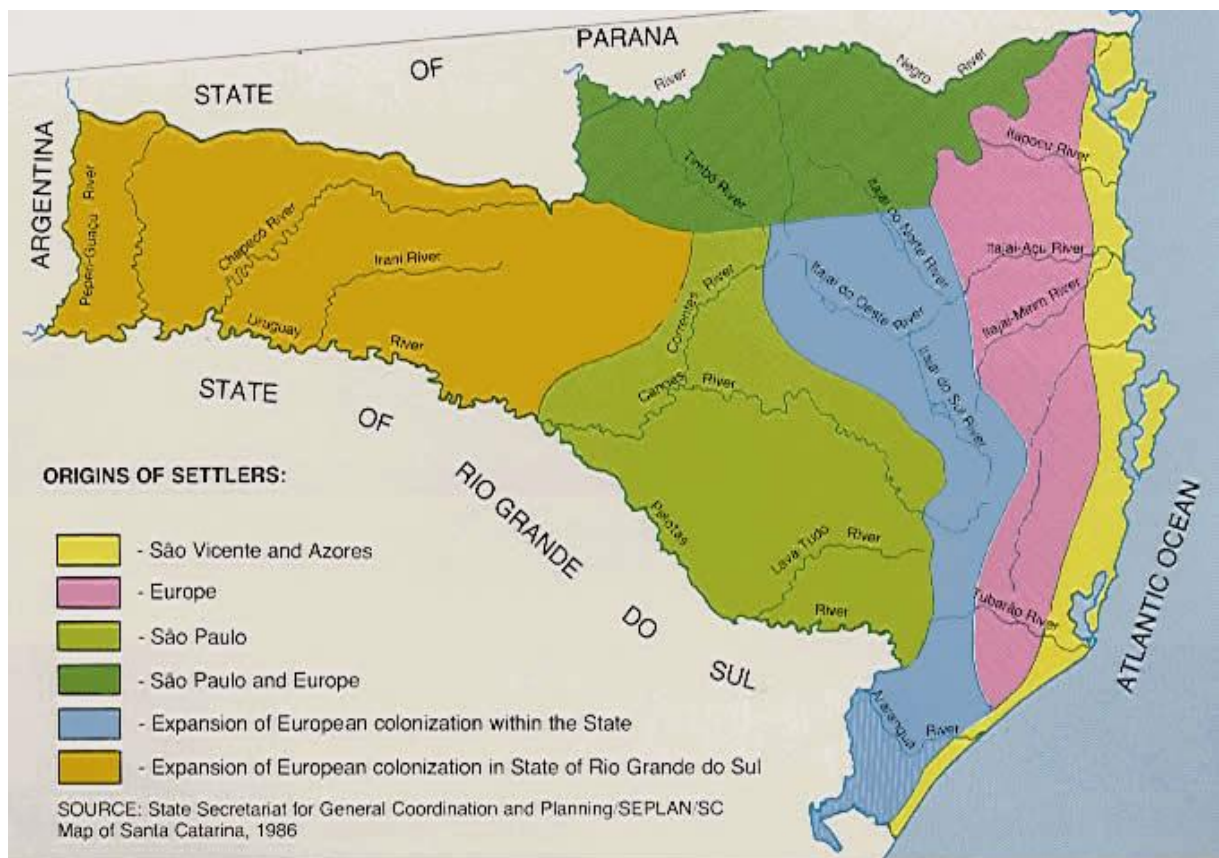 PARANA
OF
STATE
ARGENTINA
Peperi-Guaçu River
Chapecó River
Irani River
Uruguay
River
River
Negro River
Timbó River
Itajaí do Norte River
Itapocu River
Itajaí-Açu River
Itajaí-Mirim River
Itajaí do Oeste River
Itajaí do Sul River
Correntes River
Canoas River
Pelotas
River
Lava Tudo River
Tubarão River
Araranguá River
STATE
OF
RIO GRANDE
DO
SUL
ATLANTIC OCEAN
ORIGINS OF SETTLERS:
- São Vicente and Azores
- Europe
- São Paulo
- São Paulo and Europe
- Expansion of European colonization within the State
- Expansion of European colonization in State of Rio Grande do Sul
SOURCE: State Secretariat for General Coordination and Planning/SEPLAN/SC
Map of Santa Catarina, 1986